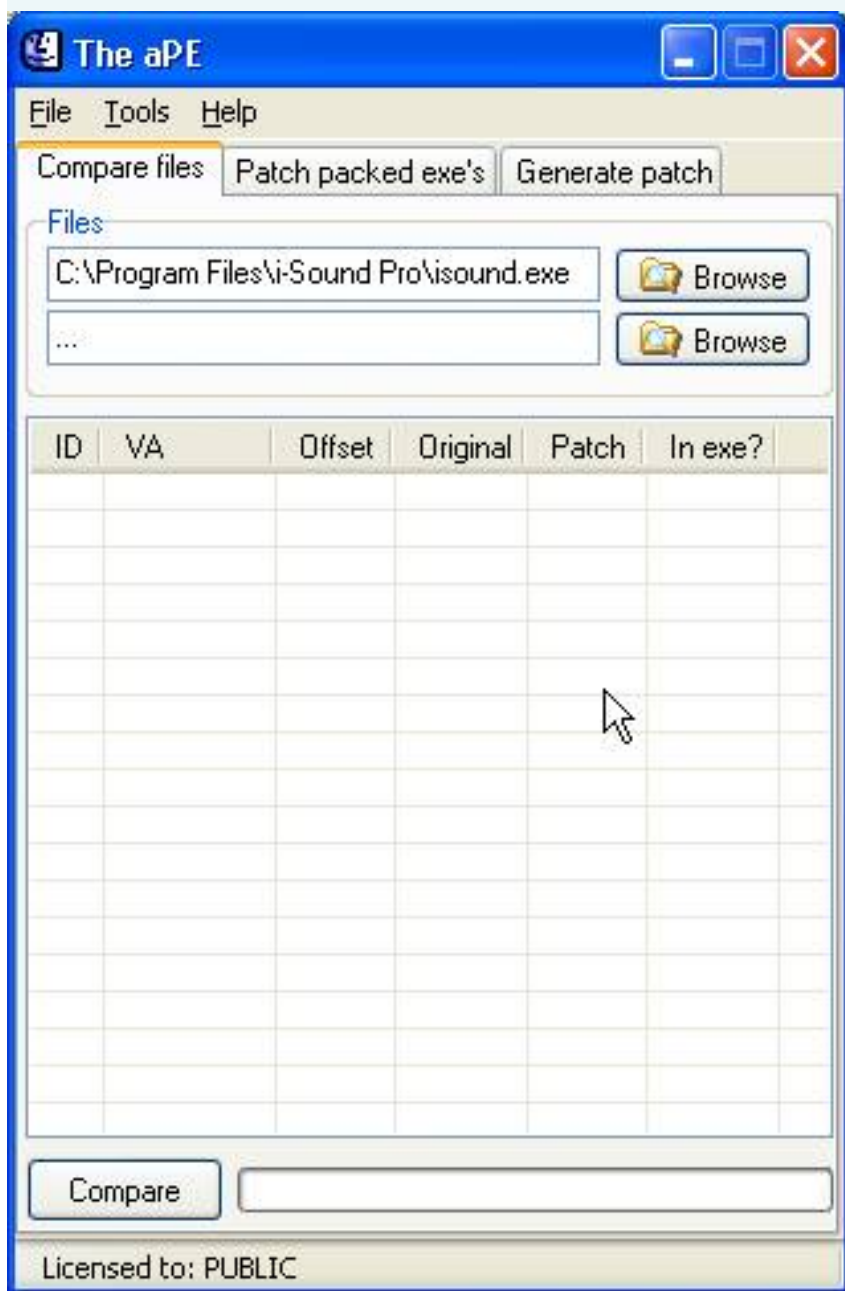 The aPE
File Tools Help
Compare files Patch packed exe's Generate patch
Files
C:\Program Files\i-Sound Pro\isound.exe Browse
... Browse
ID VA Offset Original Patch In exe?
Compare
Licensed to: PUBLIC